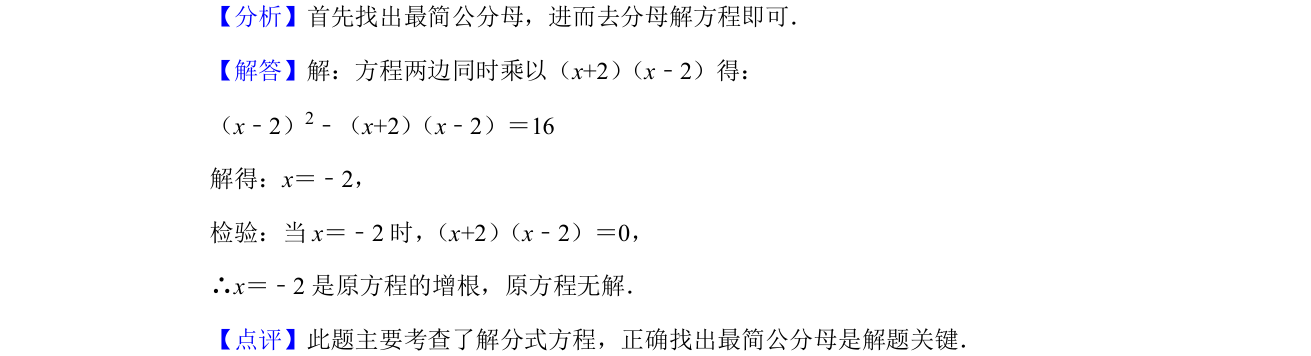 【分析】首先找出最简公分母，进而去分母解方程即可．
【解答】解：方程两边同时乘以（x+2）（x﹣2）得：
（x﹣2）²﹣（x+2）（x﹣2）＝16
解得：x＝﹣2，
检验：当 x＝﹣2 时，（x+2）（x﹣2）＝0，
∴x＝﹣2 是原方程的增根，原方程无解．
【点评】此题主要考查了解分式方程，正确找出最简公分母是解题关键．